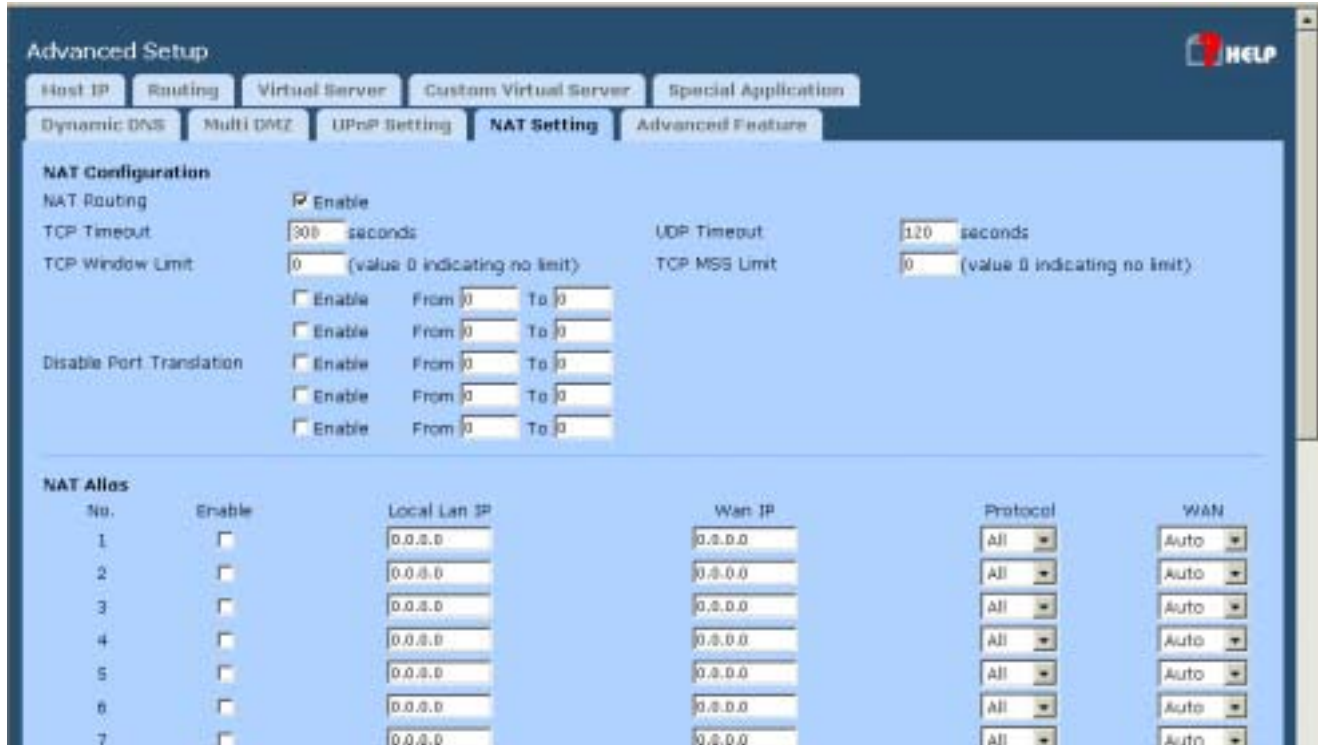 Advanced Setup
HELP
Host IP Routing Virtual Server Custom Virtual Server Special Application
Dynamic DNS Multi DMZ UPnP Setting NAT Setting Advanced Feature
NAT Configuration
NAT Routing Enable
TCP Timeout 300 seconds UDP Timeout 120 seconds
TCP Window Limit 0 (value 0 indicating no limit) TCP MSS Limit 0 (value 0 indicating no limit)
Enable From 0 To 0
Enable From 0 To 0
Disable Port Translation Enable From 0 To 0
Enable From 0 To 0
Enable From 0 To 0
NAT Alias
No. Enable Local Lan IP Wan IP Protocol WAN
1 0.0.0.0 0.0.0.0 All Auto
2 0.0.0.0 0.0.0.0 All Auto
3 0.0.0.0 0.0.0.0 All Auto
4 0.0.0.0 0.0.0.0 All Auto
5 0.0.0.0 0.0.0.0 All Auto
6 0.0.0.0 0.0.0.0 All Auto
7 0.0.0.0 0.0.0.0 All Auto